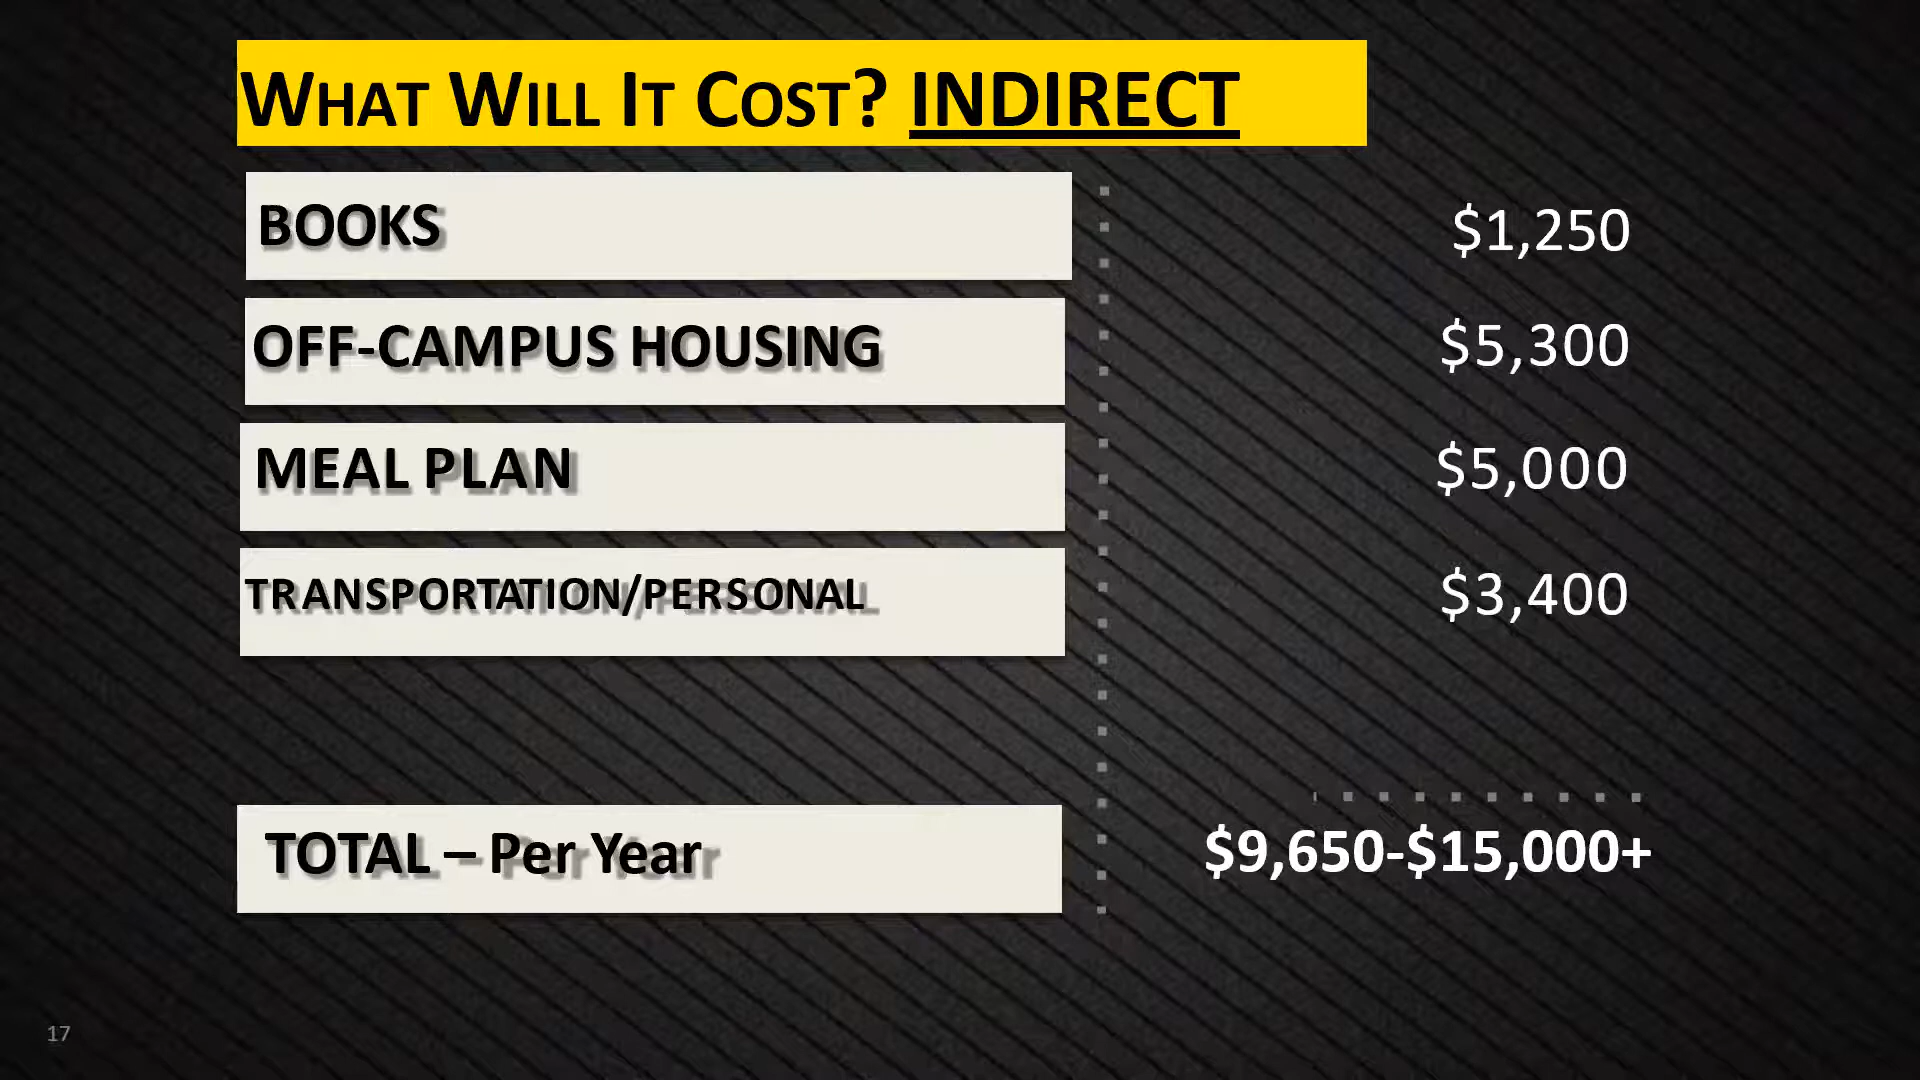 WHAT WILL IT COST? INDIRECT
BOOKS $1,250
OFF-CAMPUS HOUSING $5,300
MEAL PLAN $5,000
TRANSPORTATION/PERSONAL $3,400
TOTAL – Per Year $9,650-$15,000+
17